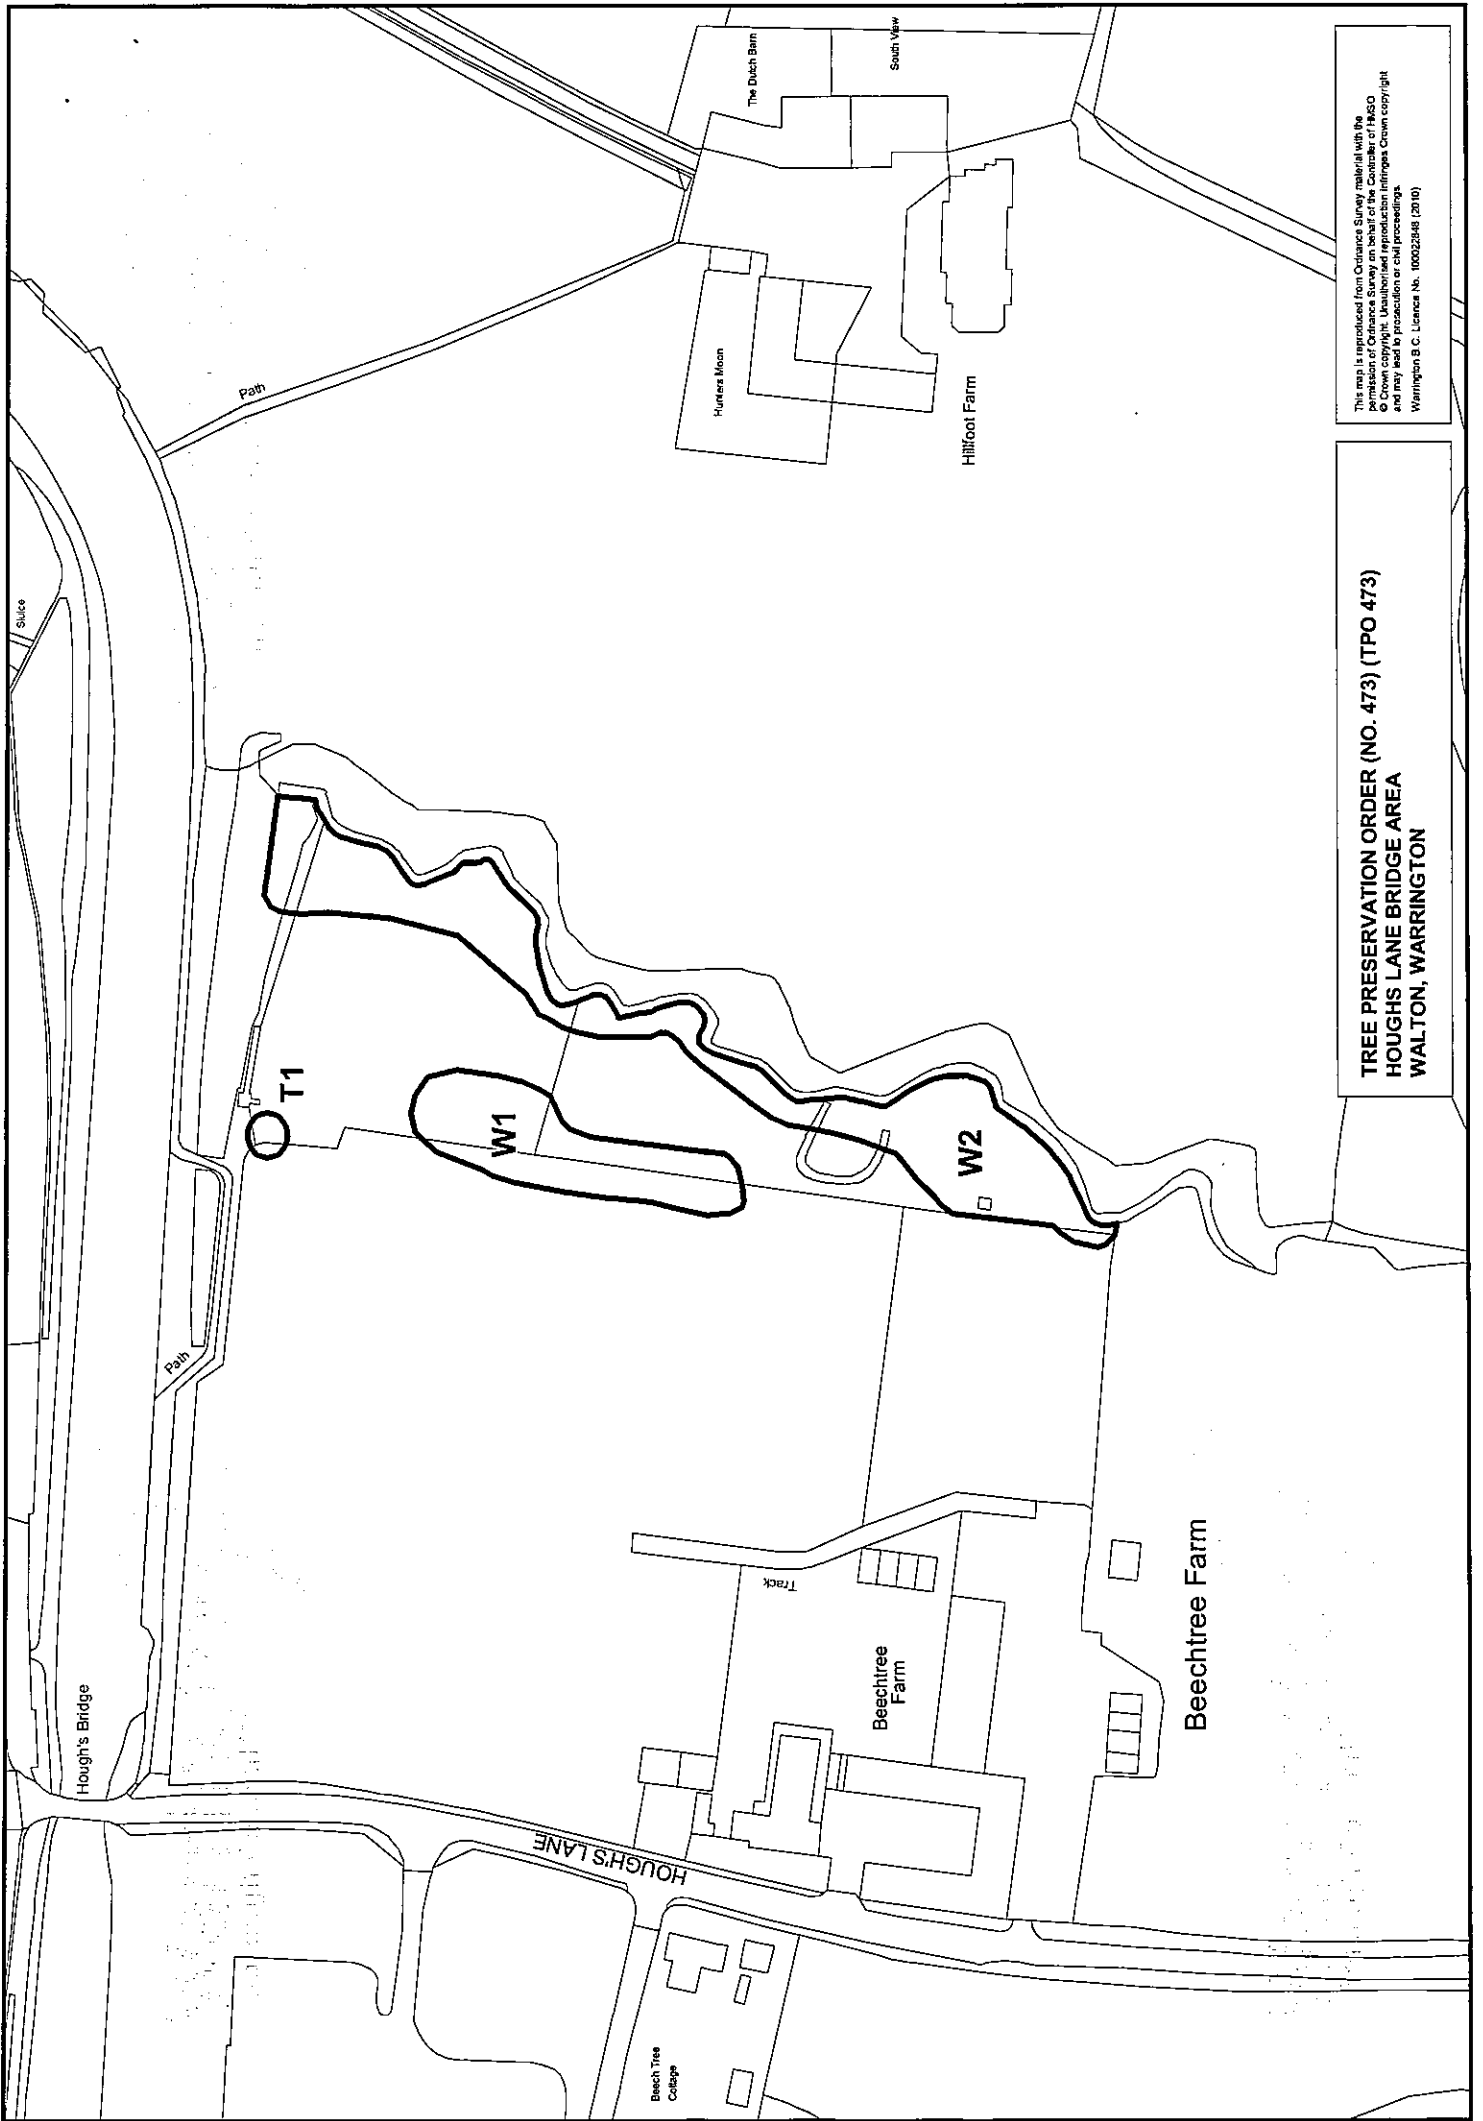 Sluice
Path
Hough's Bridge
Path
T1
W1
W2
The Dutch Barn
South View
Hunters Moon
Hillfoot Farm
HOUGH'S LANE
Track
Beechtree
Farm
Beechtree Farm
Beech Tree
Cottage
TREE PRESERVATION ORDER (NO. 473) (TPO 473)
HOUGHS LANE BRIDGE AREA
WALTON, WARRINGTON
This map is reproduced from Ordnance Survey material with the
permission of Ordnance Survey on behalf of the Controller of HMSO
© Crown copyright. Unauthorised reproduction infringes Crown copyright
and may lead to prosecution or civil proceedings.
Warrington B.C. Licence No. 100022848 (2010)